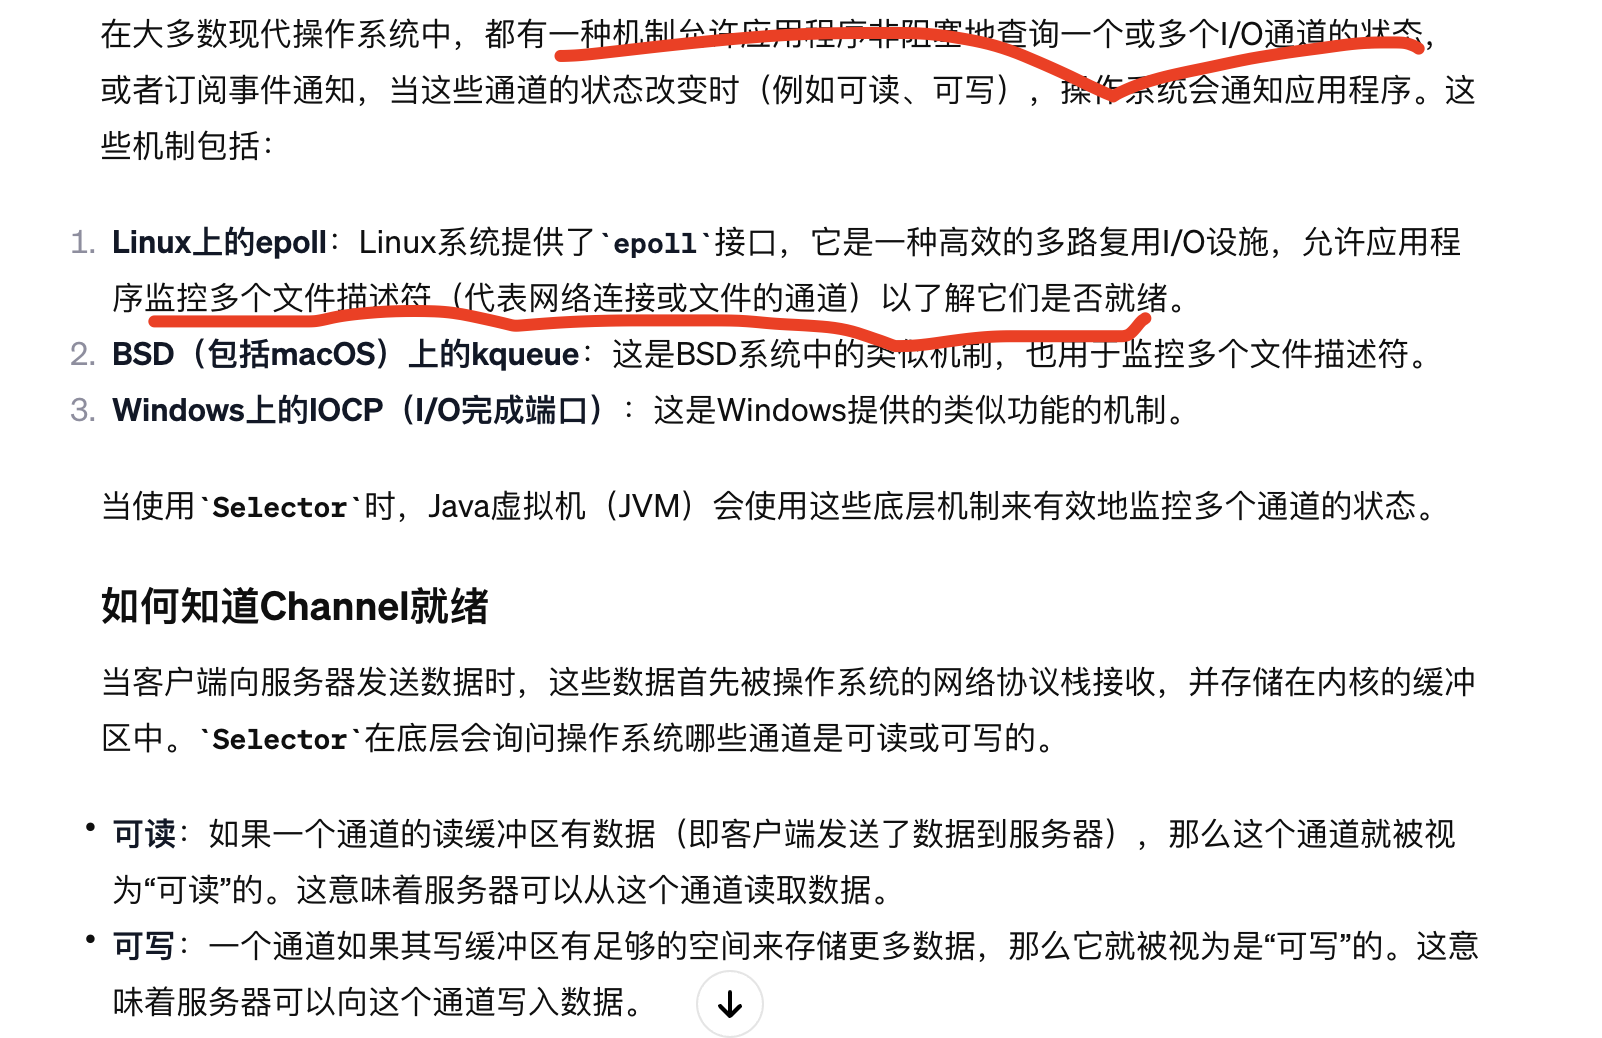 在大多数现代操作系统中，都有一种机制允许应用程序非阻塞地查询一个或多个I/O通道的状态，
或者订阅事件通知，当这些通道的状态改变时（例如可读、可写），操作系统会通知应用程序。这
些机制包括：
1. Linux上的epoll：Linux系统提供了`epoll`接口，它是一种高效的多路复用I/O设施，允许应用程
序监控多个文件描述符（代表网络连接或文件的通道）以了解它们是否就绪。
2. BSD（包括macOS）上的kqueue：这是BSD系统中的类似机制，也用于监控多个文件描述符。
3. Windows上的IOCP（I/O完成端口）：这是Windows提供的类似功能的机制。
当使用`Selector`时，Java虚拟机（JVM）会使用这些底层机制来有效地监控多个通道的状态。
如何知道Channel就绪
当客户端向服务器发送数据时，这些数据首先被操作系统的网络协议栈接收，并存储在内核的缓冲
区中。`Selector`在底层会询问操作系统哪些通道是可读或可写的。
• 可读：如果一个通道的读缓冲区有数据（即客户端发送了数据到服务器），那么这个通道就被视
为“可读”的。这意味着服务器可以从这个通道读取数据。
• 可写：一个通道如果其写缓冲区有足够的空间来存储更多数据，那么它就被视为是“可写”的。这意
味着服务器可以向这个通道写入数据。